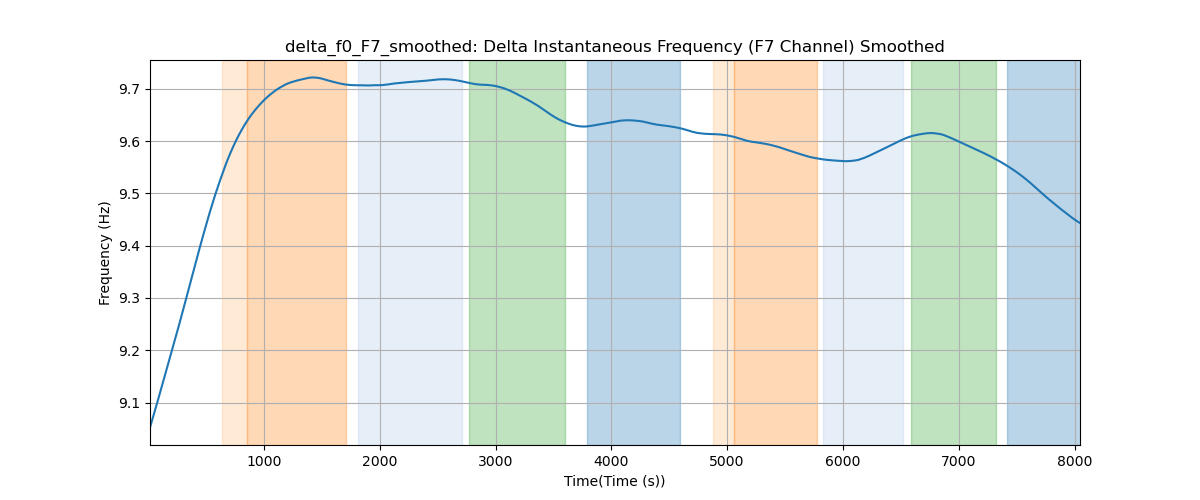 delta_f0_F7_smoothed: Delta Instantaneous Frequency (F7 Channel) Smoothed
Frequency (Hz)
9.7
9.6
9.5
9.4
9.3
9.2
9.1
1000 2000 3000 4000 5000 6000 7000 8000
Time(Time (s))